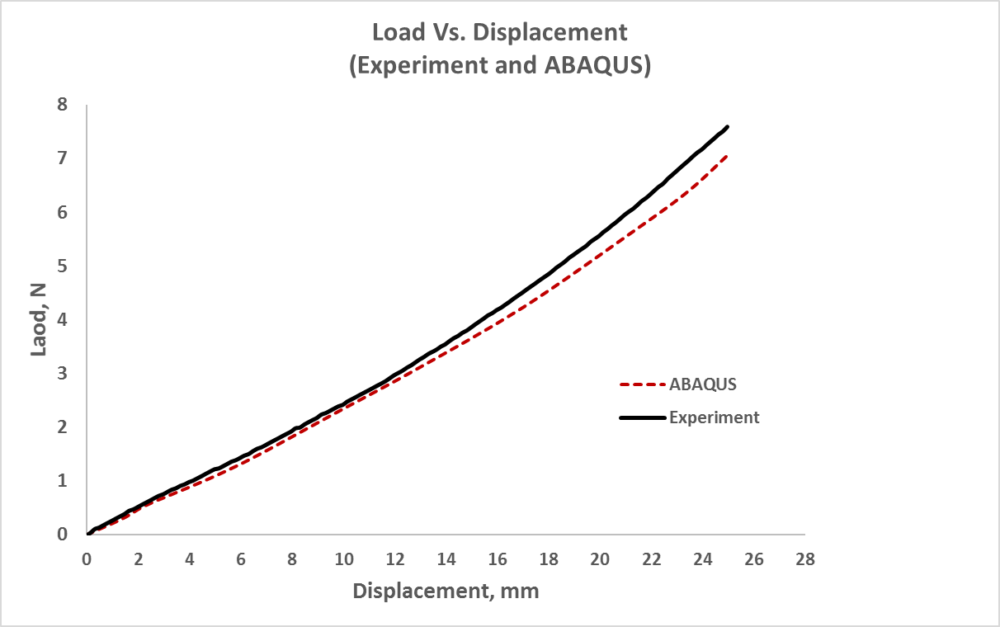 Load Vs. Displacement
(Experiment and ABAQUS)
8
7
6
5
4
3
2
1
0
Laod, N
ABAQUS
Experiment
0 2 4 6 8 10 12 14 16 18 20 22 24 26 28
Displacement, mm